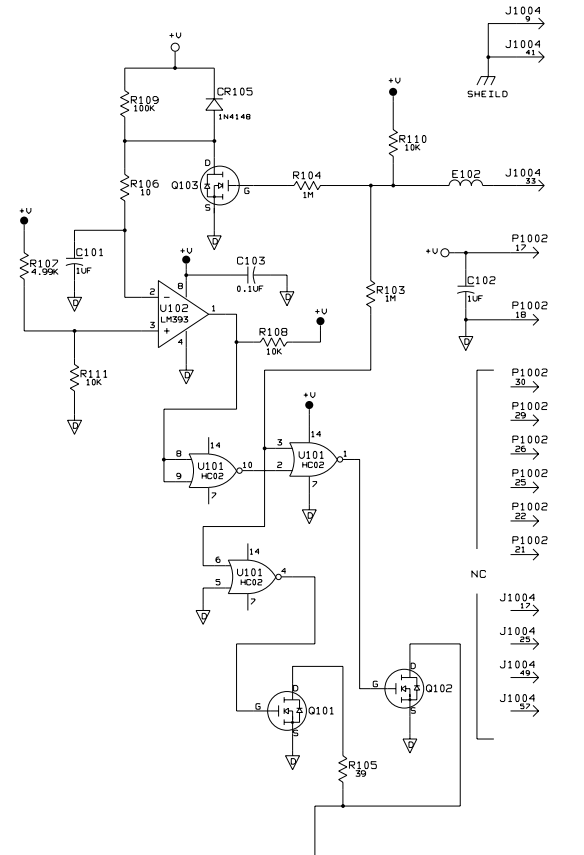 J1004
9
J1004
41
SHEILD
+V
R109
100K
CR105
1N4148
+V
R110
10K
R106
10
D
Q103
G
S
R104
1M
E102
J1004
33
D
+V
R107
4.99K
C101
1UF
D
+V
8
C103
0.1UF
D
+V
P1002
17
C102
1UF
P1002
18
D
2
-
U102
LM393
1
3
+
4
D
R103
1M
+V
R108
10K
R111
10K
D
P1002
30
P1002
29
P1002
26
P1002
25
P1002
22
P1002
21
NC
J1004
17
J1004
25
J1004
49
J1004
57
+V
14
8
9
U101
HC02
10
7
14
3
2
U101
HC02
1
7
D
14
6
5
U101
HC02
4
7
D
D
G
Q102
S
D
D
G
Q101
S
D
R105
39